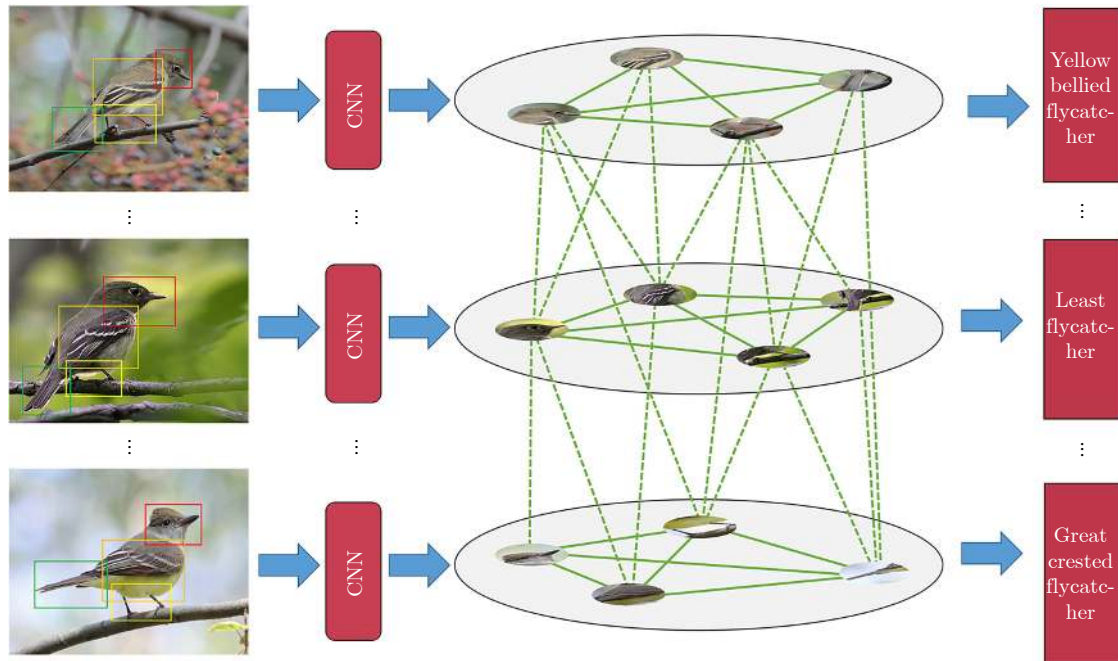 CNN
Yellow
bellied
flycatc-
her
⋮
⋮
⋮
CNN
Least
flycatc-
her
⋮
⋮
⋮
CNN
Great
crested
flycatc-
her